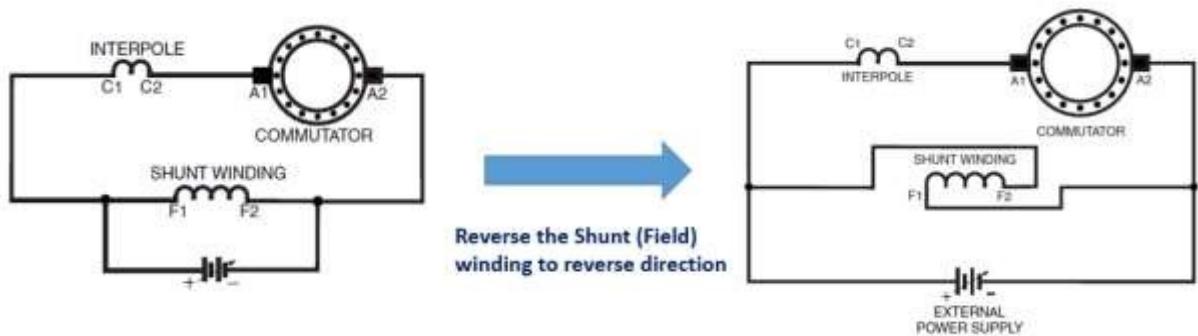 INTERPOLE
C1 C2
A1
A2
COMMUTATOR
SHUNT WINDING
F1 F2
+ -
Reverse the Shunt (Field)
winding to reverse direction
C1 C2
INTERPOLE
A1
A2
COMMUTATOR
SHUNT WINDING
F1 F2
+ -
EXTERNAL
POWER SUPPLY